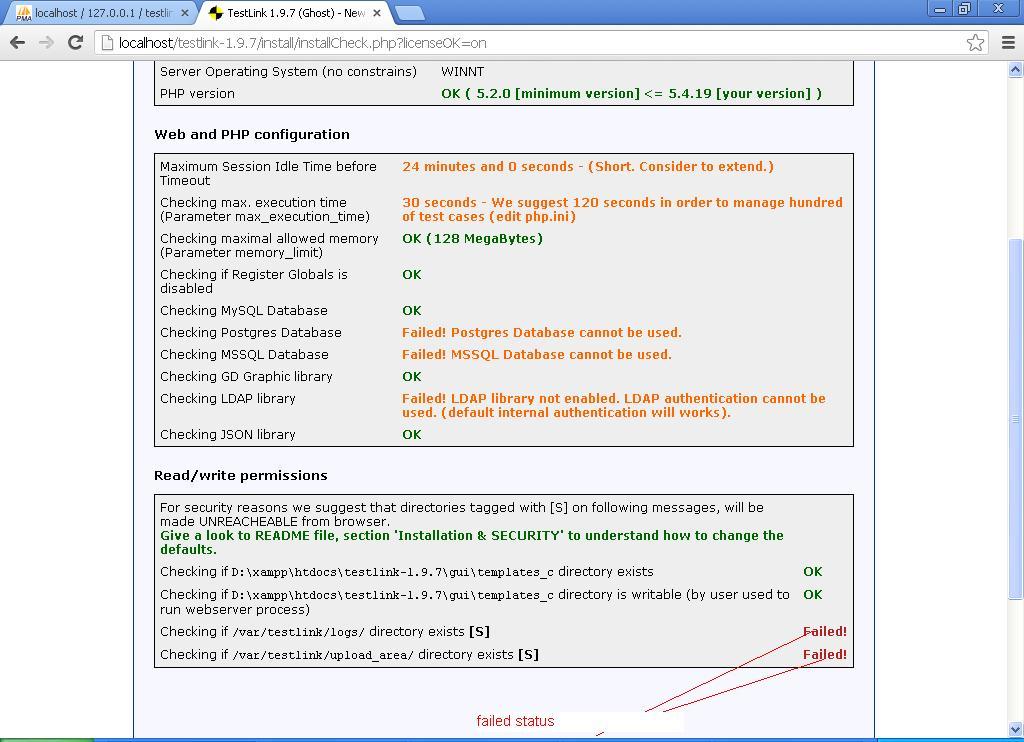 localhost / 127.0.0.1 / testlin
TestLink 1.9.7 (Ghost) - New
localhost/testlink-1.9.7/install/installCheck.php?licenseOK=on
Server Operating System (no constrains) WINNT
PHP version OK ( 5.2.0 [minimum version] <= 5.4.19 [your version] )
Web and PHP configuration
Maximum Session Idle Time before 24 minutes and 0 seconds - (Short. Consider to extend.)
Timeout
Checking max. execution time 30 seconds - We suggest 120 seconds in order to manage hundred
(Parameter max_execution_time) of test cases (edit php.ini)
Checking maximal allowed memory OK (128 MegaBytes)
(Parameter memory_limit)
Checking if Register Globals is OK
disabled
Checking MySQL Database OK
Checking Postgres Database Failed! Postgres Database cannot be used.
Checking MSSQL Database Failed! MSSQL Database cannot be used.
Checking GD Graphic library OK
Checking LDAP library Failed! LDAP library not enabled. LDAP authentication cannot be
used. (default internal authentication will works).
Checking JSON library OK
Read/write permissions
For security reasons we suggest that directories tagged with [S] on following messages, will be
made UNREACHEABLE from browser.
Give a look to README file, section 'Installation & SECURITY' to understand how to change the
defaults.
Checking if D:\xampp\htdocs\testlink-1.9.7\gui\templates_c directory exists OK
Checking if D:\xampp\htdocs\testlink-1.9.7\gui\templates_c directory is writable (by user used to OK
run webserver process)
Checking if /var/testlink/logs/ directory exists [S] Failed!
Checking if /var/testlink/upload_area/ directory exists [S] Failed!
failed status